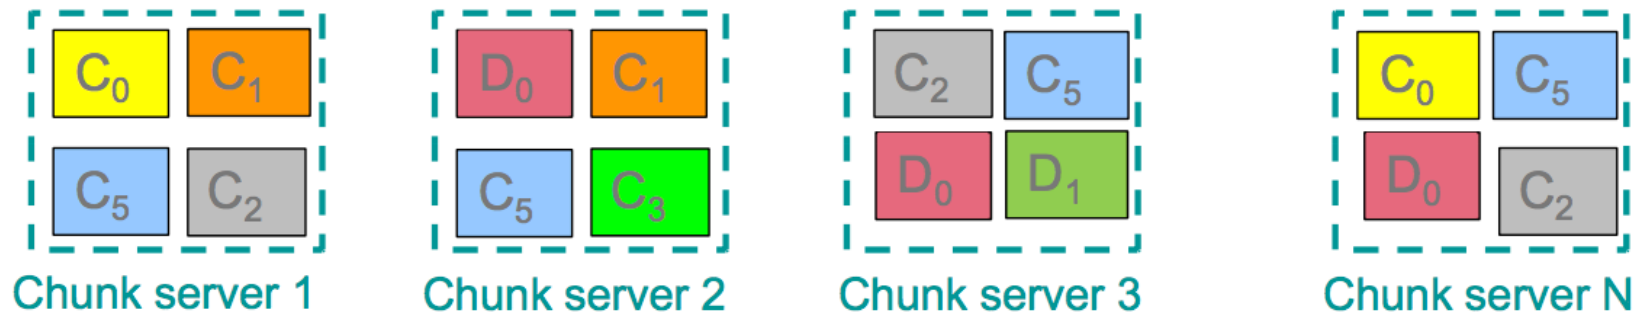 C0 C1 D0 C1 C2 C5 C0 C5
C5 C2 C5 C3 D0 D1 D0 C2
Chunk server 1 Chunk server 2 Chunk server 3 Chunk server N